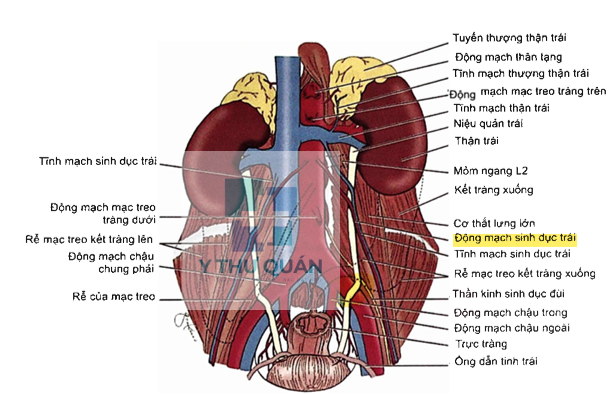 Tuyến thượng thận trái
Động mạch thân tạng
Tĩnh mạch thượng thận trái
Động mạch mạc treo tràng trên
Tĩnh mạch thận trái
Niệu quản trái
Thận trái
Tĩnh mạch sinh dục trái
Mỏm ngang L2
Kết tràng xuống
Động mạch mạc treo
tràng dưới
Cơ thắt lưng lớn
Rễ mạc treo kết tràng lên
Động mạch sinh dục trái
Động mạch chậu
chung phải
Tĩnh mạch sinh dục trái
Y THƯ QUÁN
Rễ mạc treo kết tràng xuống
Rễ của mạc treo
Thần kinh sinh dục đùi
Động mạch chậu trong
Động mạch chậu ngoài
Trực tràng
Ống dẫn tinh trái